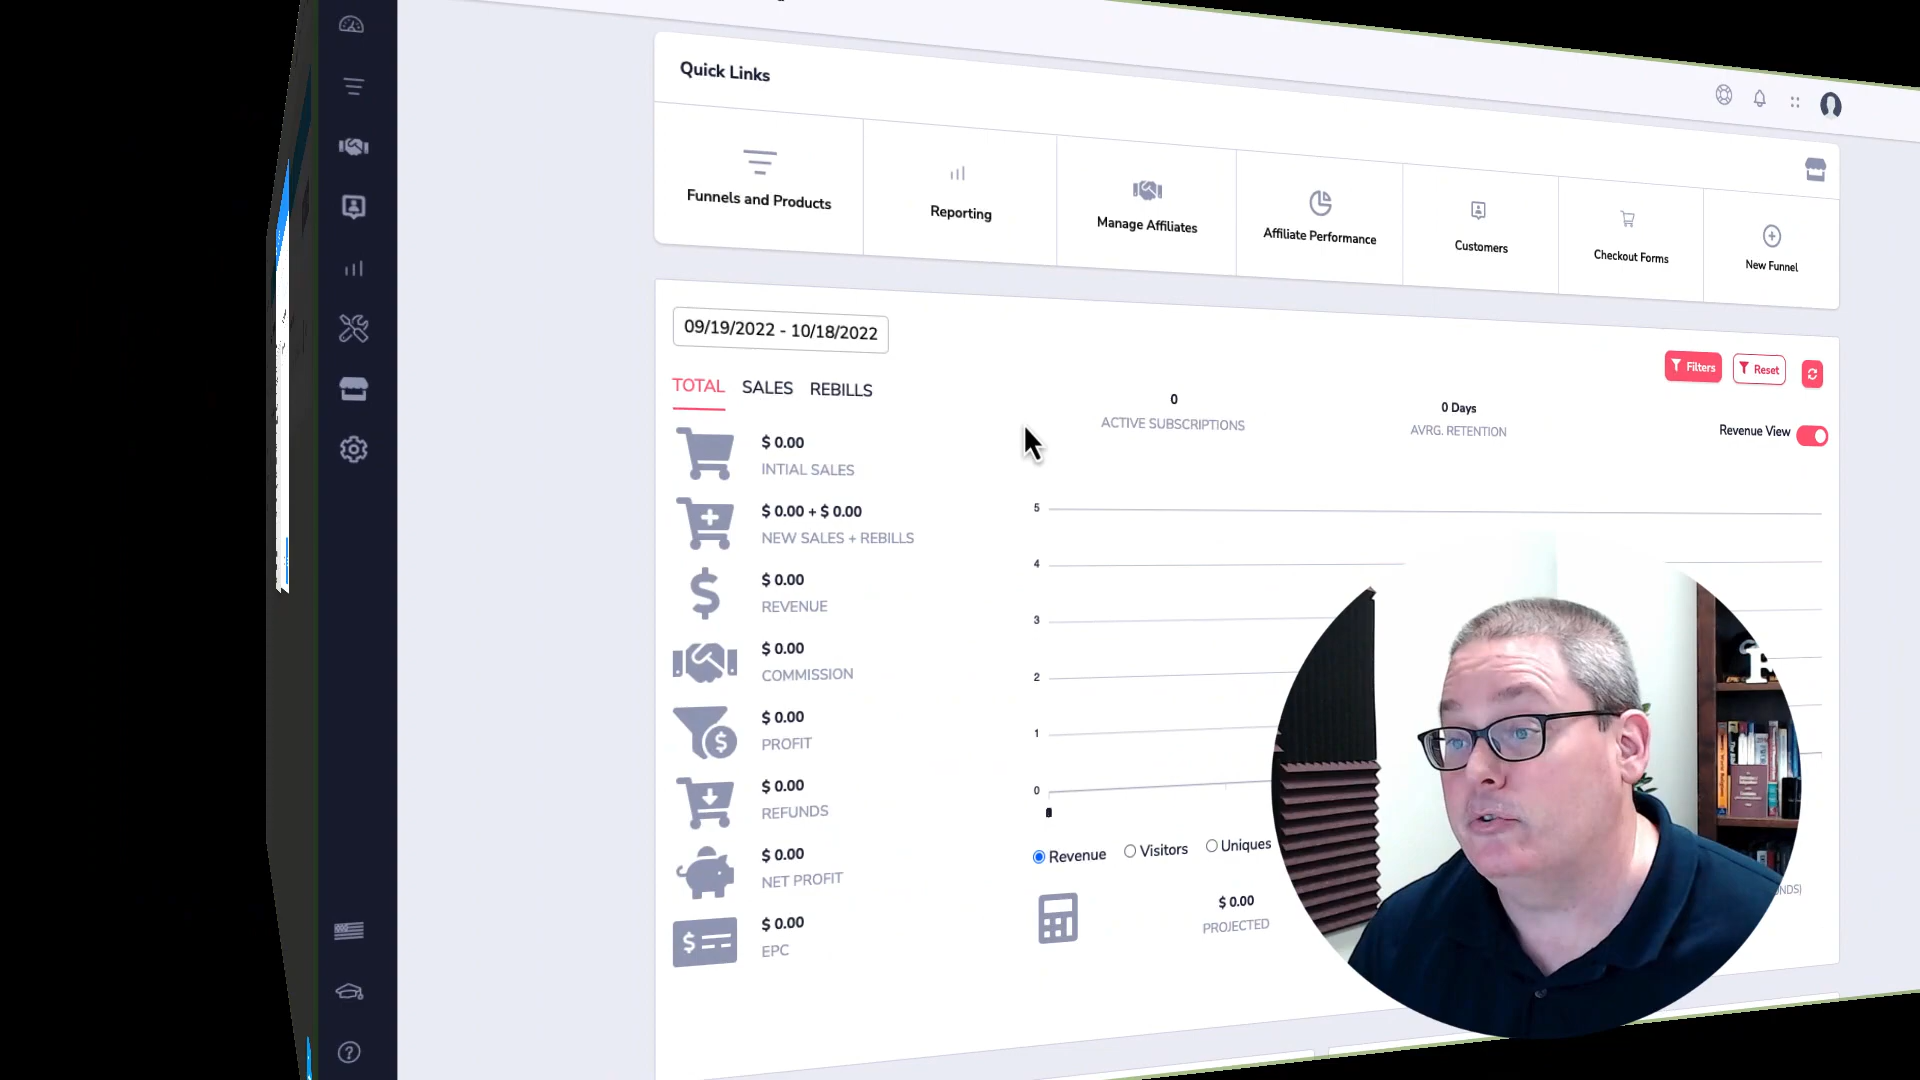 Quick Links
Funnels and Products
Reporting
Manage Affiliates
Affiliate Performance
Customers
Checkout Forms
New Funnel
09/19/2022 - 10/18/2022
Filters
Reset
TOTAL SALES REBILLS
0
ACTIVE SUBSCRIPTIONS
0 Days
AVRG. RETENTION
Revenue View
$ 0.00
INTIAL SALES
$ 0.00 + $ 0.00
NEW SALES + REBILLS
$ 0.00
REVENUE
$ 0.00
COMMISSION
$ 0.00
PROFIT
$ 0.00
REFUNDS
$ 0.00
NET PROFIT
$ 0.00
EPC
5
4
3
2
1
0
Revenue
Visitors
Uniques
$ 0.00
PROJECTED